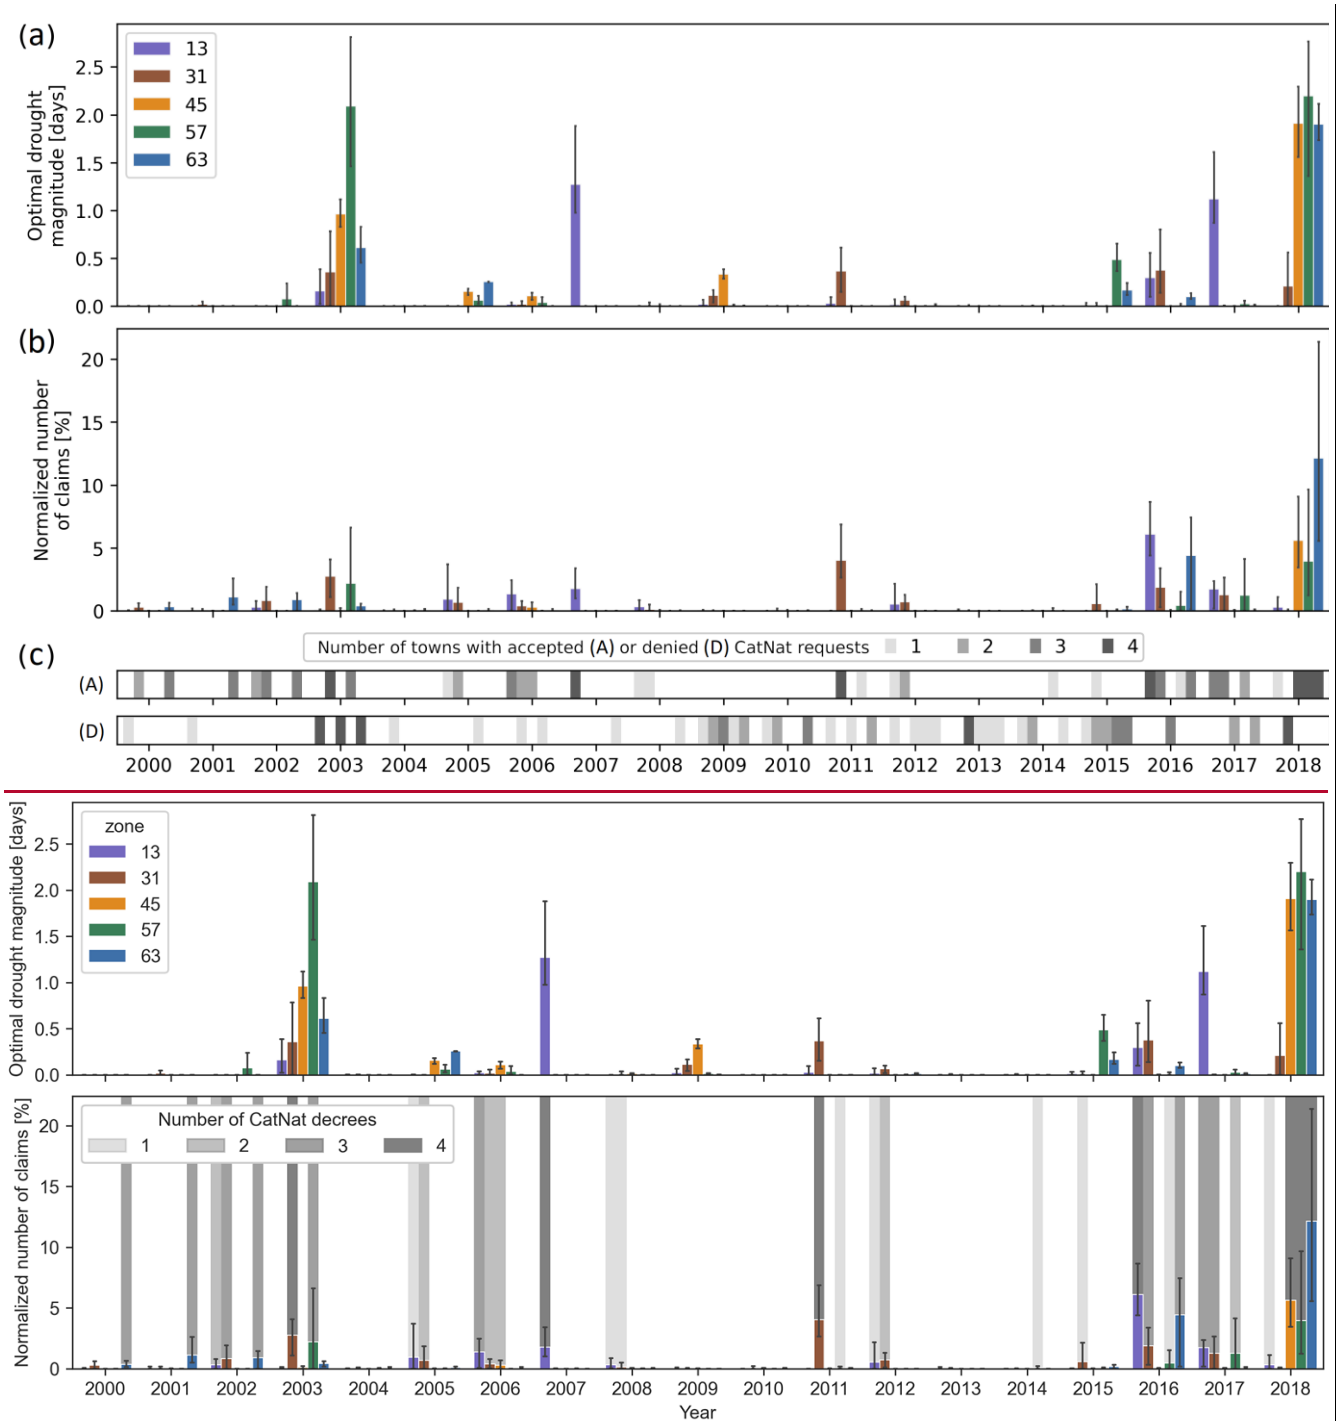 (a)
Optimal drought
magnitude [days]
2.5
2.0
1.5
1.0
0.5
0.0
13
31
45
57
63
(b)
Normalized number
of claims [%]
20
15
10
5
0
(c)
Number of towns with accepted (A) or denied (D) CatNat requests 1 2 3 4
(A)
(D)
2000 2001 2002 2003 2004 2005 2006 2007 2008 2009 2010 2011 2012 2013 2014 2015 2016 2017 2018
Optimal drought magnitude [days]
2.5
2.0
1.5
1.0
0.5
0.0
zone
13
31
45
57
63
Normalized number of claims [%]
20
15
10
5
0
Number of CatNat decrees
1 2 3 4
2000 2001 2002 2003 2004 2005 2006 2007 2008 2009 2010 2011 2012 2013 2014 2015 2016 2017 2018
Year